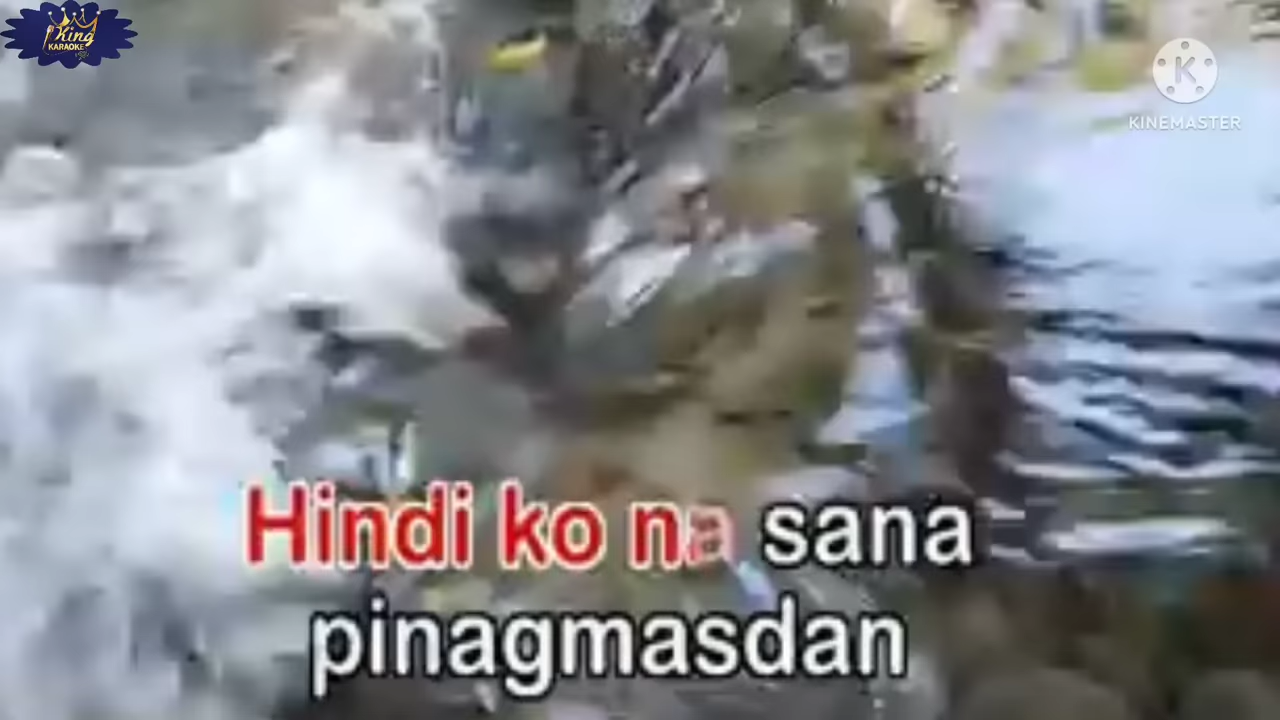 King
KARAOKE
K
KINEMASTER
Hindi ko na sana
pinagmasdan